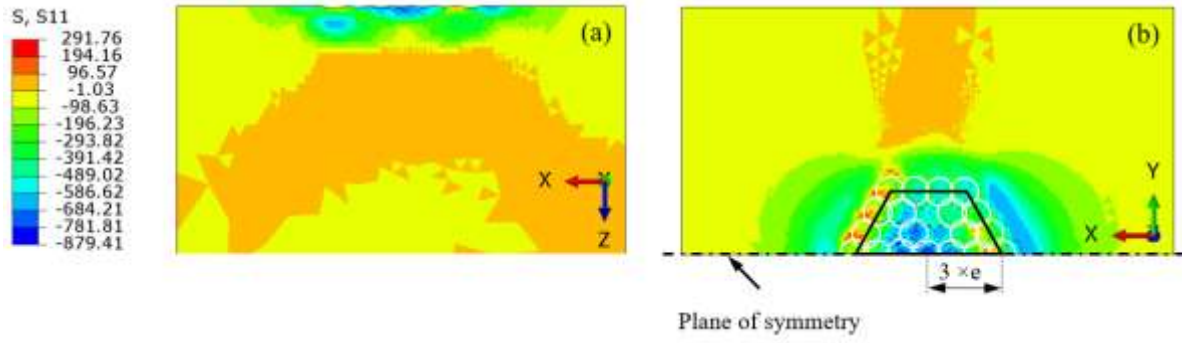 S, S11
291.76
194.16
96.57
-1.03
-98.63
-196.23
-293.82
-391.42
-489.02
-586.62
-684.21
-781.81
-879.41
(a)
X
Y
Z
(b)
Y
X
3 ×e
Plane of symmetry